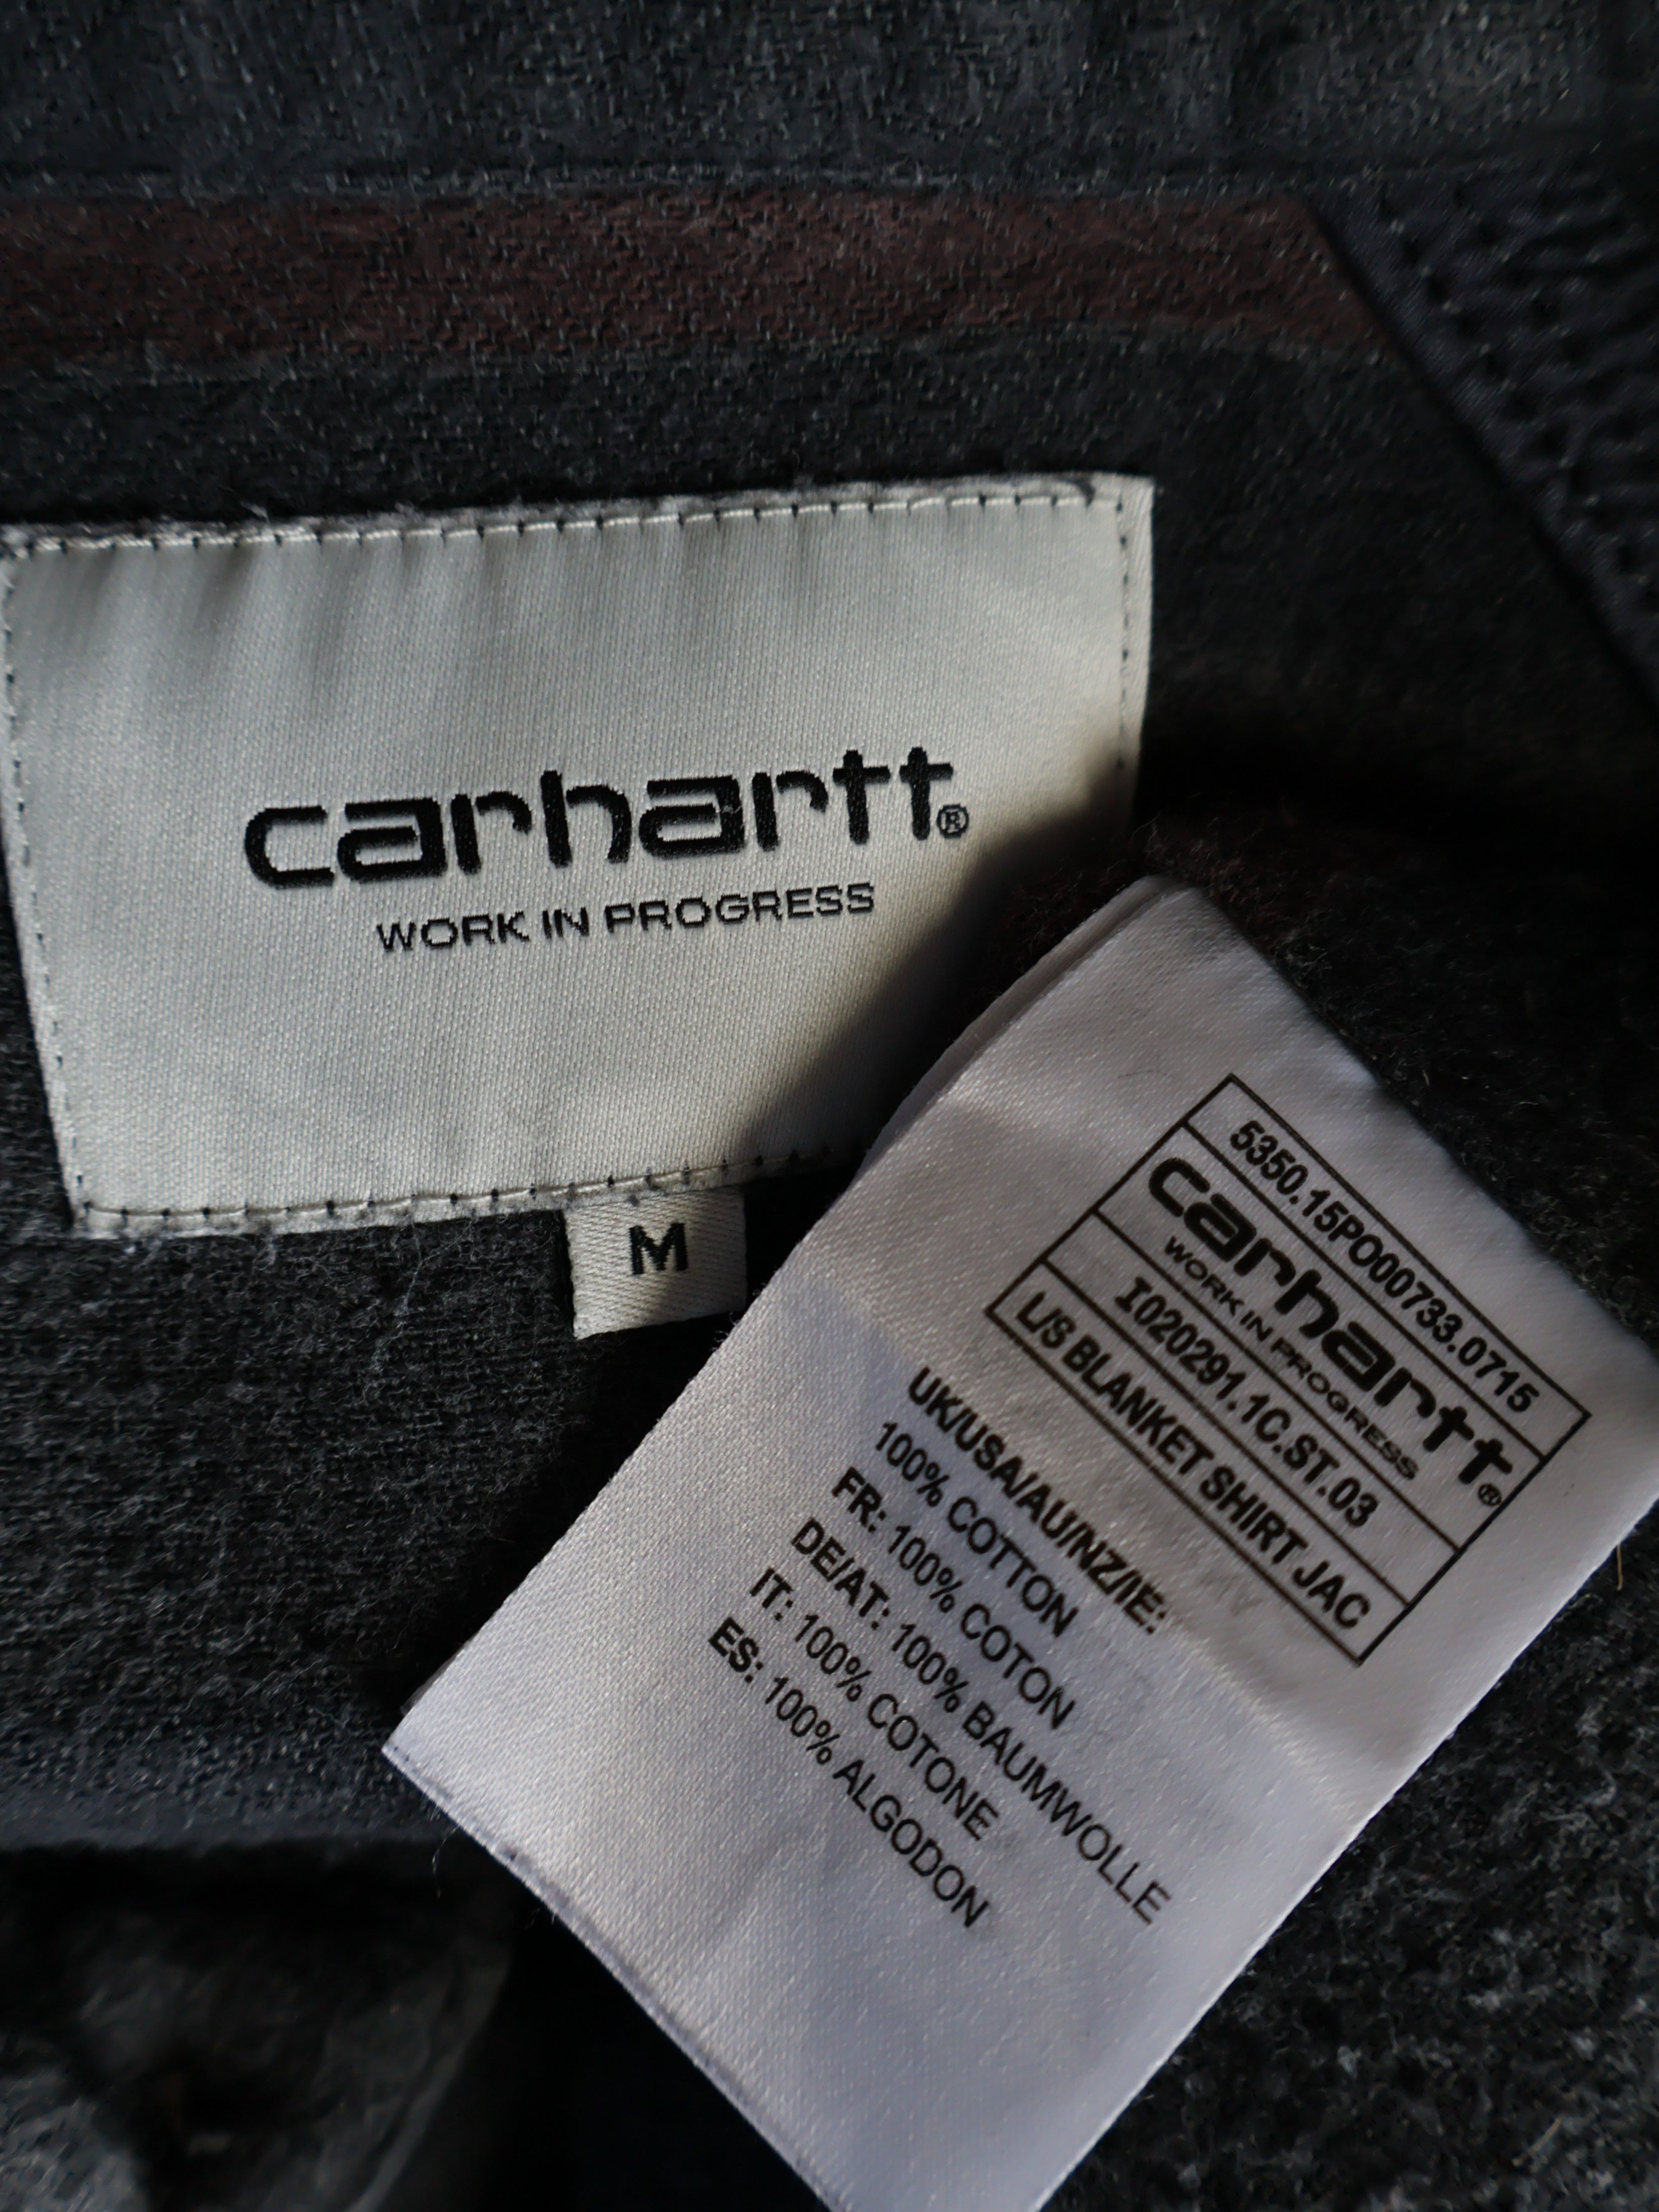 carhartt®
WORK IN PROGRESS
M
5350.15PO00733.0715
carhartt®
WORK IN PROGRESS
I020291.1C.ST.03
L/S BLANKET SHIRT JAC
UK/USA/AU/NZ/IE:
100% COTTON
FR: 100% COTON
DE/AT: 100% BAUMWOLLE
IT: 100% COTONE
ES: 100% ALGODON